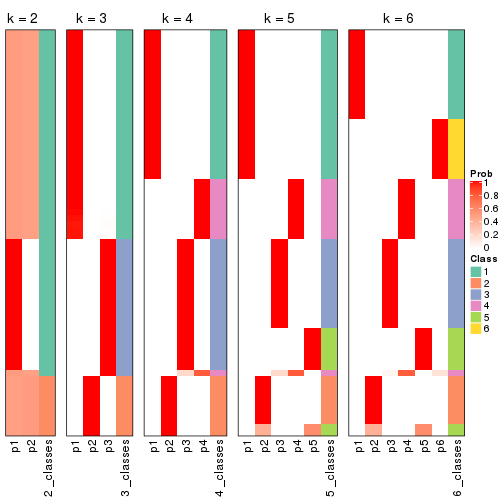 k = 2
k = 3
k = 4
k = 5
k = 6
Prob
1
0.8
0.6
0.4
0.2
0
Class
1
2
3
4
5
6
p1
p2
2_classes
p1
p2
p3
3_classes
p1
p2
p3
p4
4_classes
p1
p2
p3
p4
p5
5_classes
p1
p2
p3
p4
p5
p6
6_classes